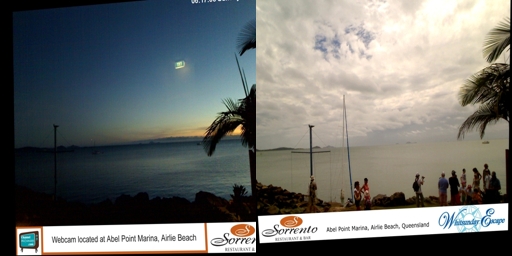 Webcam located at Abel Point Marina, Airlie Beach
Sorrento
RESTAURANT &
Sorrento
RESTAURANT & BAR
Abel Point Marina, Airlie Beach, Queensland
Whitsunday Escape